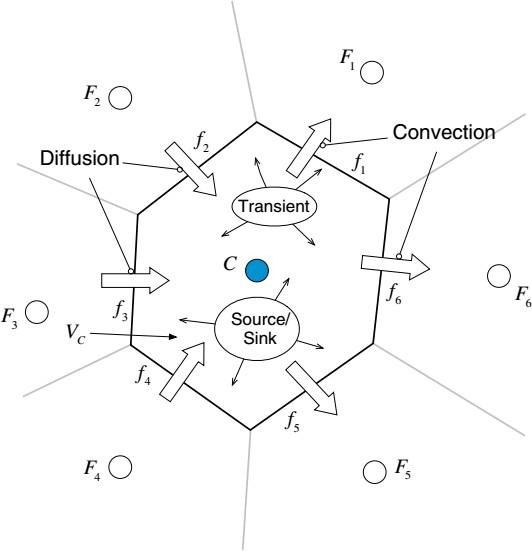 F1
F2
f2
Convection
Diffusion
f1
Transient
C
f6
F6
f3
F3
Source/
Sink
VC
f4
f5
F4
F5